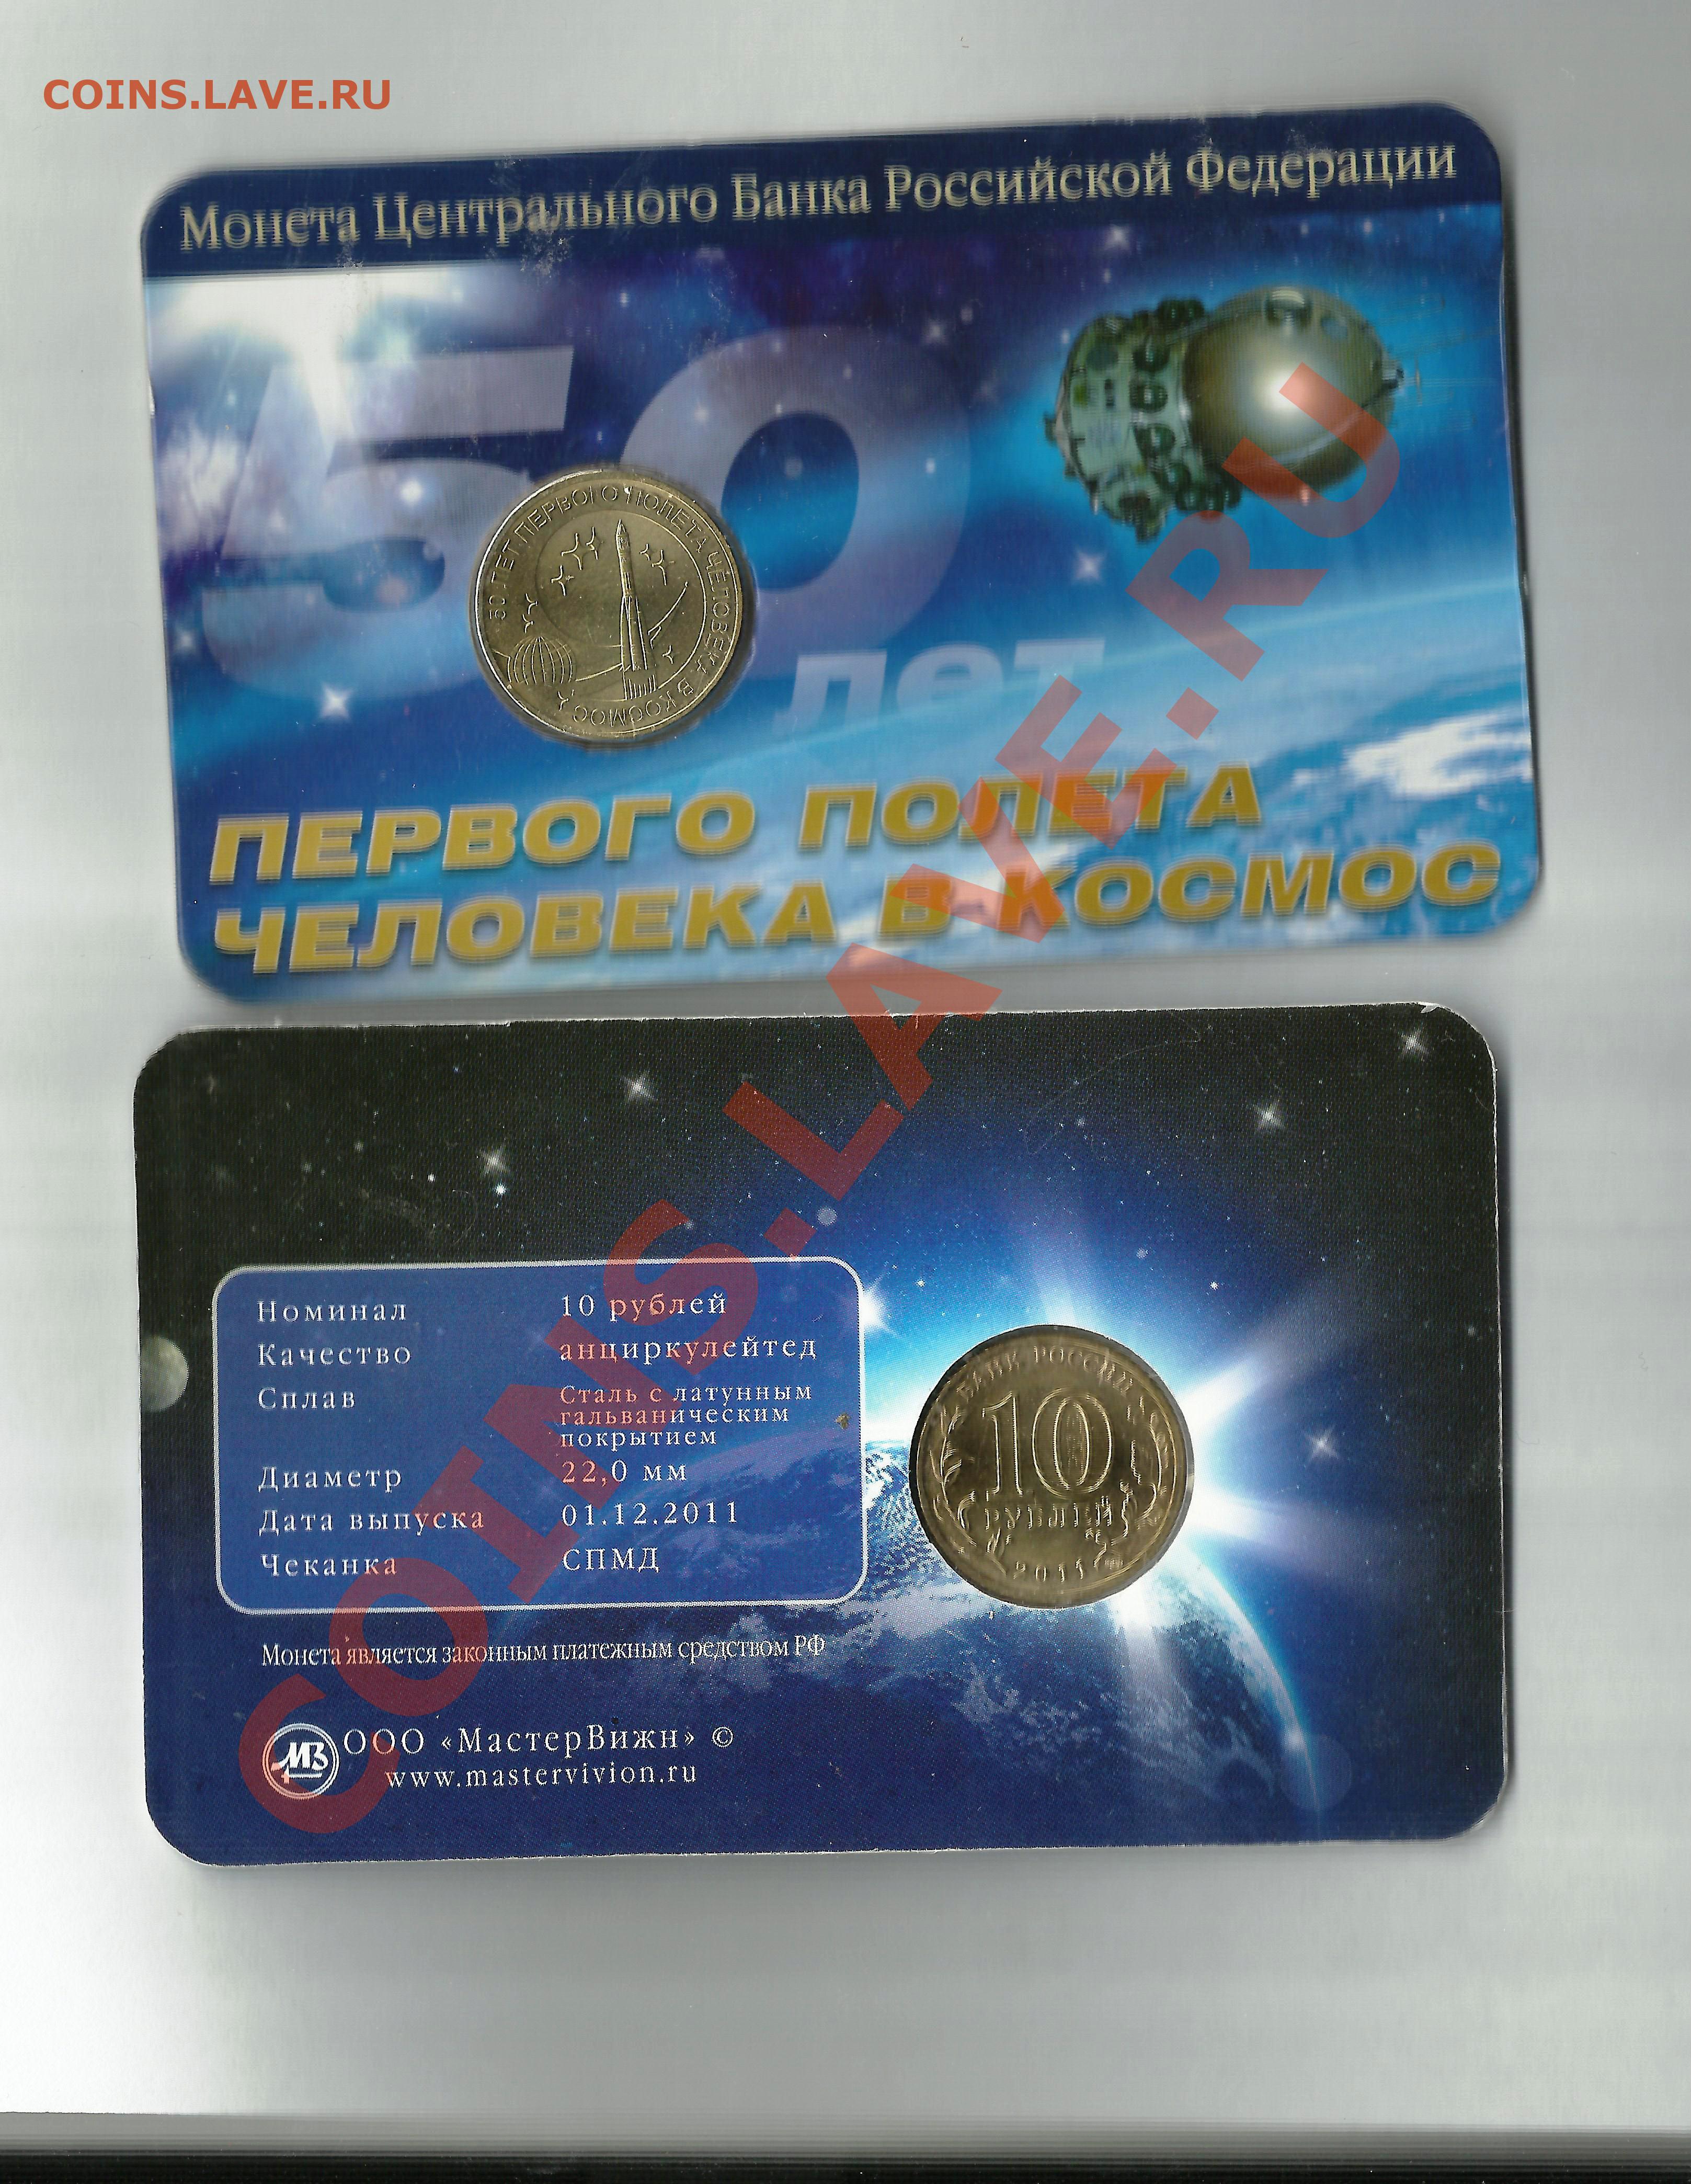 COINS.LAVE.RU
Монета Центрального Банка Российской Федерации
50
лет
50 ЛЕТ ПЕРВОГО ПОЛЕТА ЧЕЛОВЕКА В КОСМОС
ПЕРВОГО ПОЛЕТА
ЧЕЛОВЕКА В КОСМОС
COINS.LAVE.RU
Номинал 10 рублей
Качество анциркулейтед
Сплав Сталь с латунным
гальваническим
покрытием
Диаметр 22,0 мм
Дата выпуска 01.12.2011
Чеканка СПМД
БАНК РОССИИ
10
РУБЛЕЙ
2011
Монета является законным платежным средством РФ
МВ
ООО «МастерВижн» ©
www.mastervivion.ru